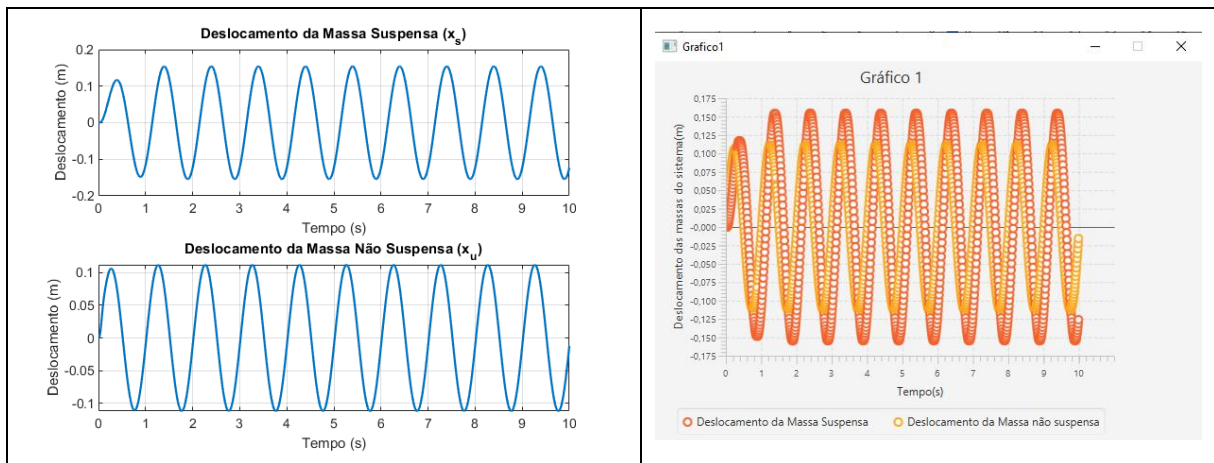 Deslocamento da Massa Suspensa (x_s)
Deslocamento (m)
0.2
0.1
0
-0.1
-0.2
0 1 2 3 4 5 6 7 8 9 10
Tempo (s)
Deslocamento da Massa Não Suspensa (x_u)
Deslocamento (m)
0.1
0.05
0
-0.05
-0.1
0 1 2 3 4 5 6 7 8 9 10
Tempo (s)
Grafico1
Gráfico 1
Deslocamento das massas do sistema(m)
0,175
0,150
0,125
0,100
0,075
0,050
0,025
-0,000
-0,025
-0,050
-0,075
-0,100
-0,125
-0,150
-0,175
0 1 2 3 4 5 6 7 8 9 10
Tempo(s)
Deslocamento da Massa Suspensa Deslocamento da Massa não suspensa